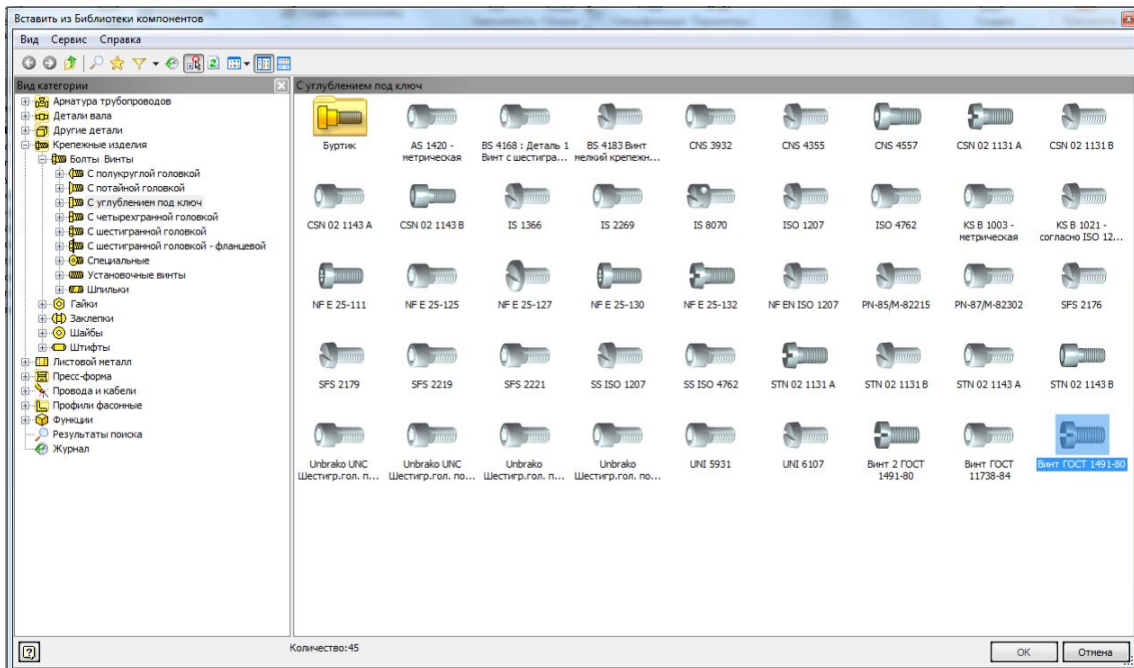 Вставить из Библиотеки компонентов
Вид Сервис Справка
Вид категории
Арматура трубопроводов
Детали вала
Другие детали
Крепежные изделия
Болты Винты
С полукруглой головкой
С потайной головкой
С углублением под ключ
С четырехгранной головкой
С шестигранной головкой
С шестигранной головкой - фланцевой
Специальные
Установочные винты
Шпильки
Гайки
Заклепки
Шайбы
Штифты
Листовой металл
Пресс-форма
Провода и кабели
Профили фасонные
Функции
Результаты поиска
Журнал
С углублением под ключ
Буртик
AS 1420 -
метрическая
BS 4168 : Деталь 1
Винт с шестигра...
BS 4183 Винт
мелкий крепежн...
CNS 3932
CNS 4355
CNS 4557
CSN 02 1131 A
CSN 02 1131 B
CSN 02 1143 A
CSN 02 1143 B
IS 1366
IS 2269
IS 8070
ISO 1207
ISO 4762
KS B 1003 -
метрическая
KS B 1021 -
согласно ISO 12...
NF E 25-111
NF E 25-125
NF E 25-127
NF E 25-130
NF E 25-132
NF EN ISO 1207
PN-85/M-82215
PN-87/M-82302
SFS 2176
SFS 2179
SFS 2219
SFS 2221
SS ISO 1207
SS ISO 4762
STN 02 1131 A
STN 02 1131 B
STN 02 1143 A
STN 02 1143 B
Unbrako UNC
Шестигр.гол. п...
Unbrako UNC
Шестигр.гол. по...
Unbrako
Шестигр.гол. п...
Unbrako
Шестигр.гол. по...
UNI 5931
UNI 6107
Винт 2 ГОСТ
1491-80
Винт ГОСТ
11738-84
Винт ГОСТ 1491-80
Количество:45
ОК
Отмена